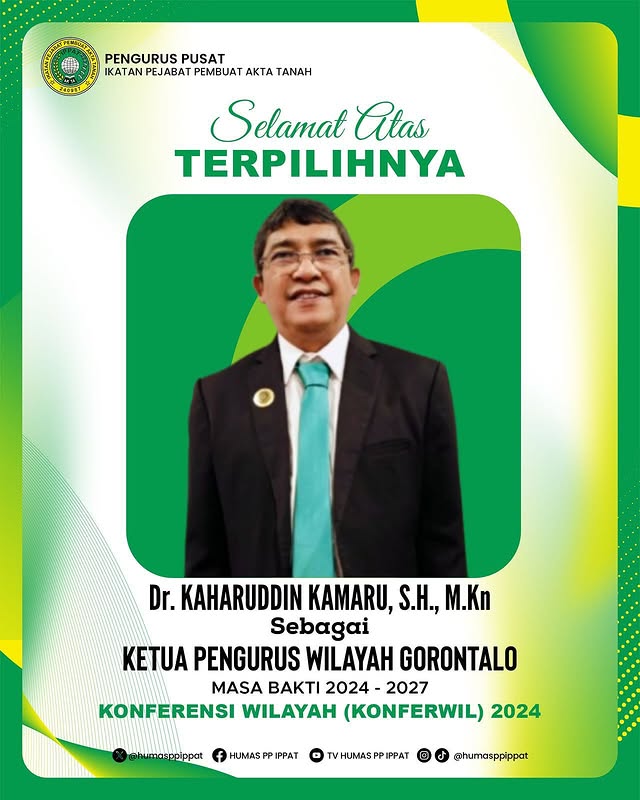 PENGURUS PUSAT
IKATAN PEJABAT PEMBUAT AKTA TANAH
Selamat Atas
TERPILIHNYA
Dr. KAHARUDDIN KAMARU, S.H., M.Kn
Sebagai
KETUA PENGURUS WILAYAH GORONTALO
MASA BAKTI 2024 - 2027
KONFERENSI WILAYAH (KONFERWIL) 2024
@humasppippat HUMAS PP IPPAT TV HUMAS PP IPPAT @humasppippat